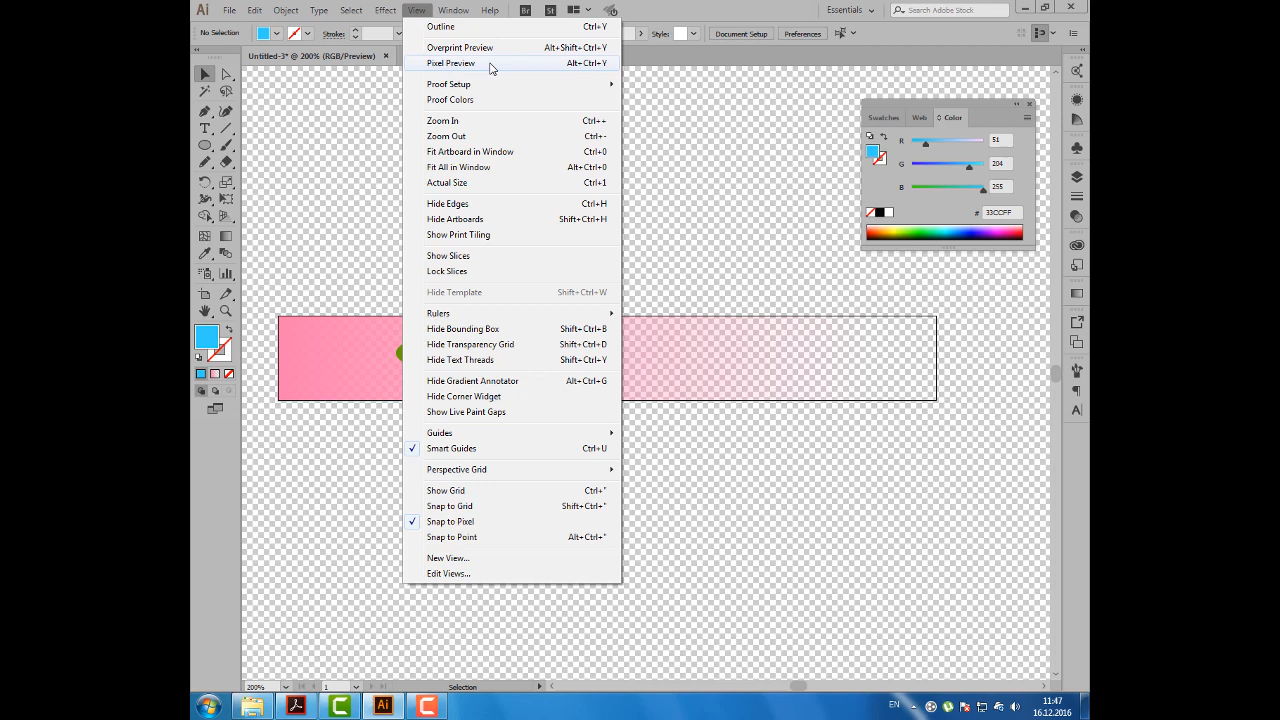 Ai File Edit Object Type Select Effect View Window Help Br St Essentials Search Adobe Stock
No Selection Strokes Style: Document Setup Preferences
Untitled-3* @ 200% (RGB/Preview) ×
Outline Ctrl+Y
Overprint Preview Alt+Shift+Ctrl+Y
Pixel Preview Alt+Ctrl+Y
Proof Setup
Proof Colors
Zoom In Ctrl++
Zoom Out Ctrl+-
Fit Artboard in Window Ctrl+0
Fit All in Window Alt+Ctrl+0
Actual Size Ctrl+1
Hide Edges Ctrl+H
Hide Artboards Shift+Ctrl+H
Show Print Tiling
Show Slices
Lock Slices
Hide Template Shift+Ctrl+W
Rulers
Hide Bounding Box Shift+Ctrl+B
Hide Transparency Grid Shift+Ctrl+D
Hide Text Threads Shift+Ctrl+Y
Hide Gradient Annotator Alt+Ctrl+G
Hide Corner Widget
Show Live Paint Gaps
Guides
Smart Guides Ctrl+U
Perspective Grid
Show Grid Ctrl+"
Snap to Grid Shift+Ctrl+"
Snap to Pixel
Snap to Point Alt+Ctrl+"
New View...
Edit Views...
Swatches Web Color
R 51
G 204
B 255
# 33CCFF
200% 1 Selection
Ai EN 11:47
16.12.2016